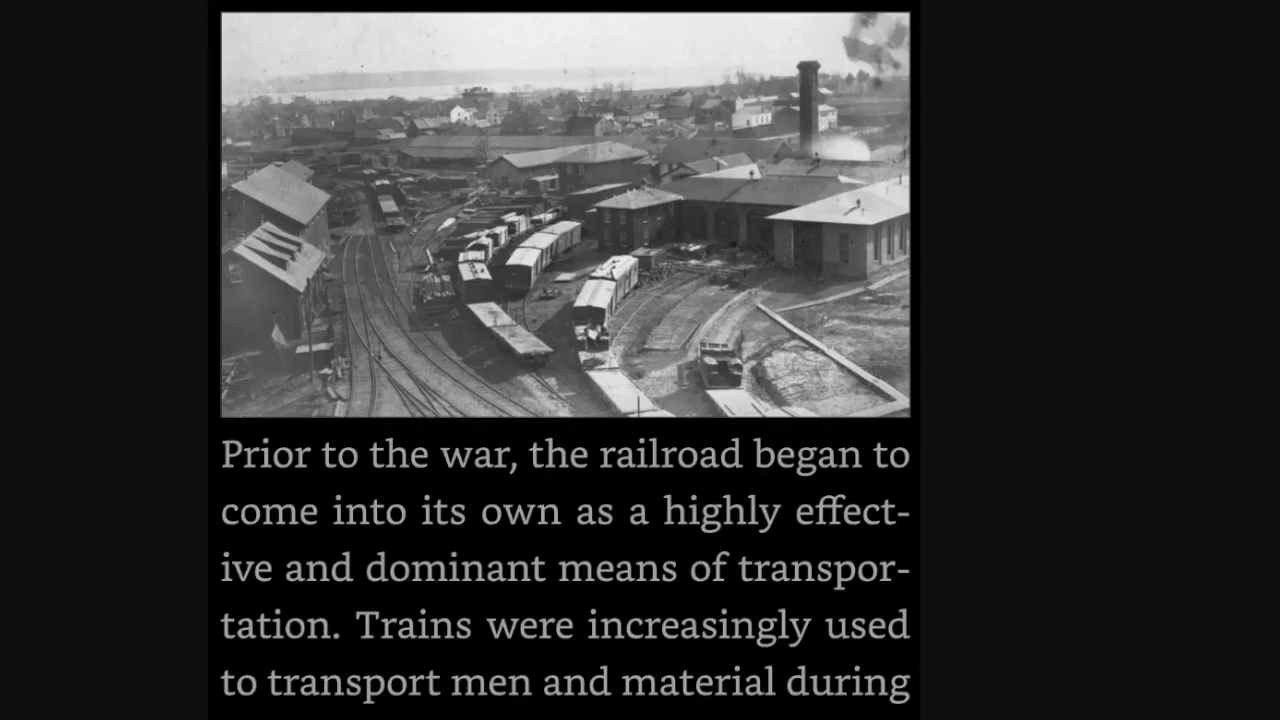 Prior to the war, the railroad began to
come into its own as a highly effect-
ive and dominant means of transpor-
tation. Trains were increasingly used
to transport men and material during